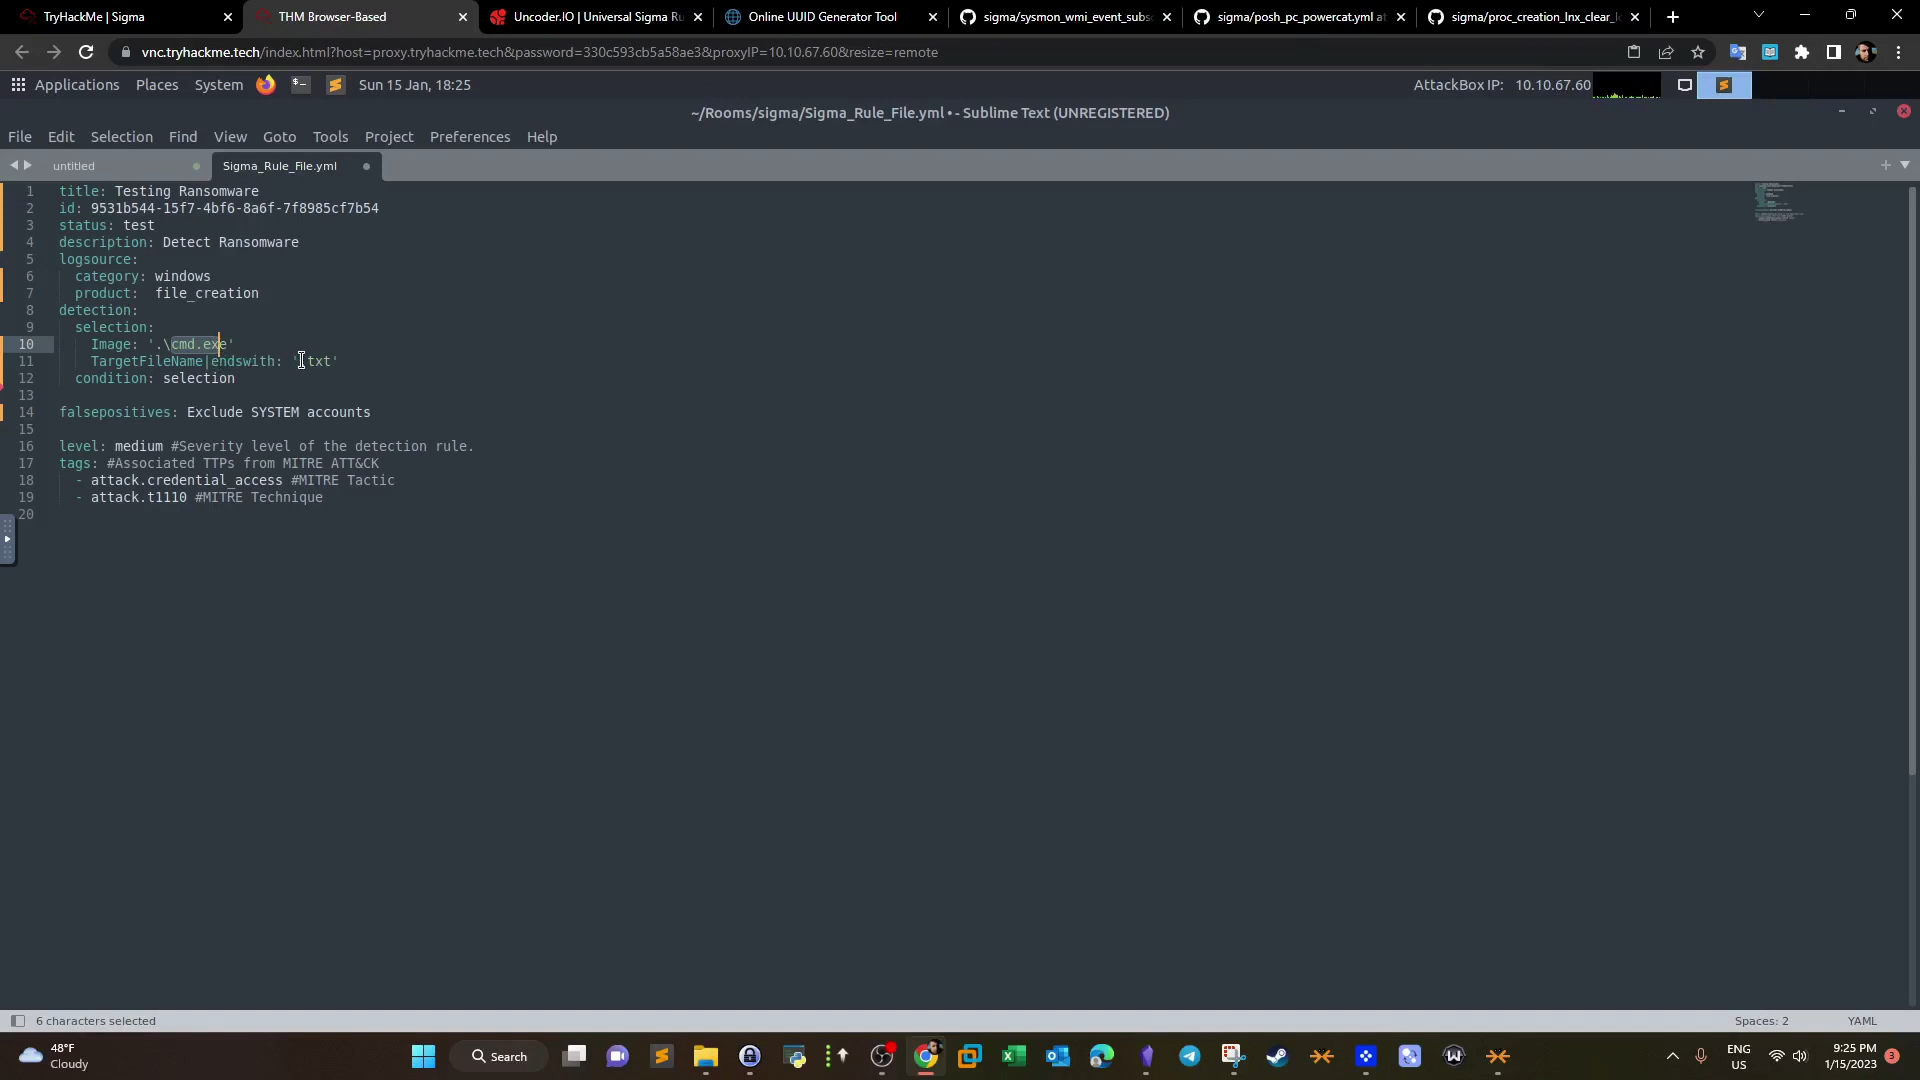 TryHackMe | Sigma
THM Browser-Based
Uncoder.IO | Universal Sigma Ru
Online UUID Generator Tool
sigma/sysmon_wmi_event_subs
sigma/posh_pc_powercat.yml a
sigma/proc_creation_lnx_clear_l
vnc.tryhackme.tech/index.html?host=proxy.tryhackme.tech&password=330c593cb5a58ae3&proxyIP=10.10.67.60&resize=remote
Applications Places System Sun 15 Jan, 18:25 AttackBox IP: 10.10.67.60
~/Rooms/sigma/Sigma_Rule_File.yml • - Sublime Text (UNREGISTERED)
File Edit Selection Find View Goto Tools Project Preferences Help
untitled Sigma_Rule_File.yml
1 title: Testing Ransomware
2 id: 9531b544-15f7-4bf6-8a6f-7f8985cf7b54
3 status: test
4 description: Detect Ransomware
5 logsource:
6 category: windows
7 product:  file_creation
8 detection:
9 selection:
10 Image: '.\cmd.exe'
11 TargetFileName|endswith: '.txt'
12 condition: selection
13
14 falsepositives: Exclude SYSTEM accounts
15
16 level: medium #Severity level of the detection rule.
17 tags: #Associated TTPs from MITRE ATT&CK
18 - attack.credential_access #MITRE Tactic
19 - attack.t1110 #MITRE Technique
20
6 characters selected Spaces: 2 YAML
48°F
Cloudy
Search
ENG
US
9:25 PM
1/15/2023
3